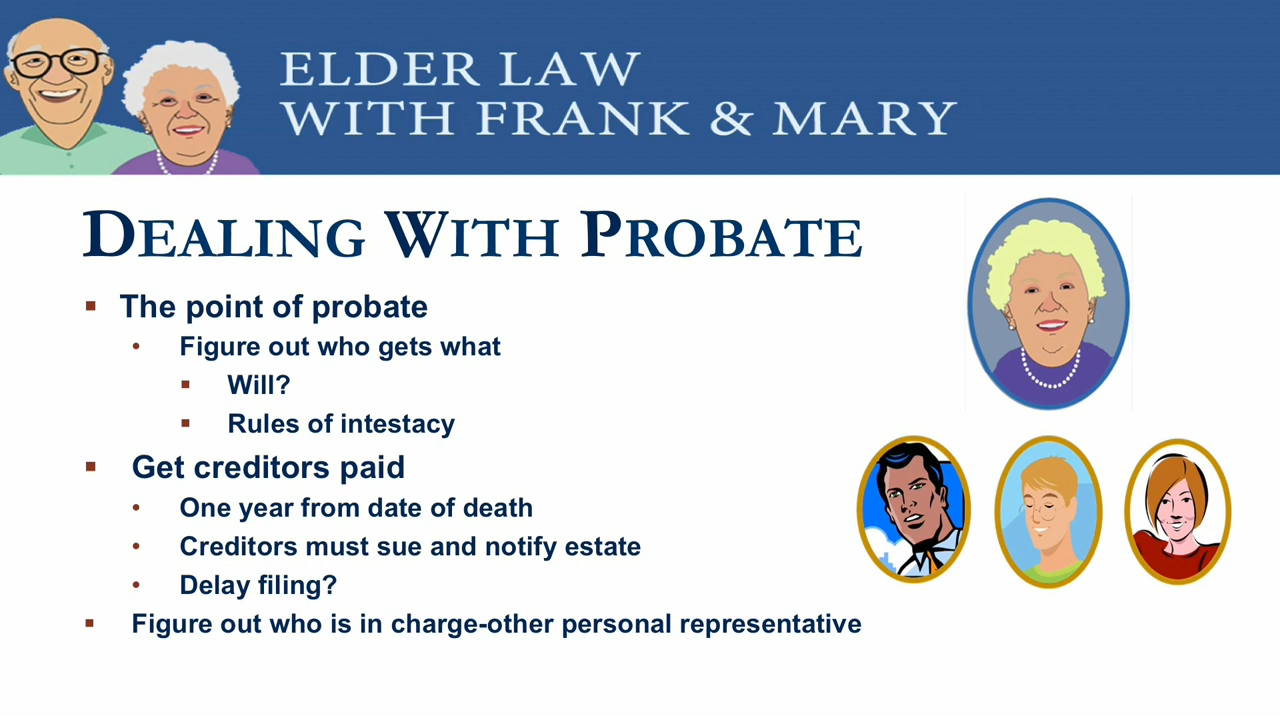 ELDER LAW
WITH FRANK & MARY
DEALING WITH PROBATE
▪ The point of probate
• Figure out who gets what
▪ Will?
▪ Rules of intestacy
▪ Get creditors paid
• One year from date of death
• Creditors must sue and notify estate
• Delay filing?
▪ Figure out who is in charge-other personal representative